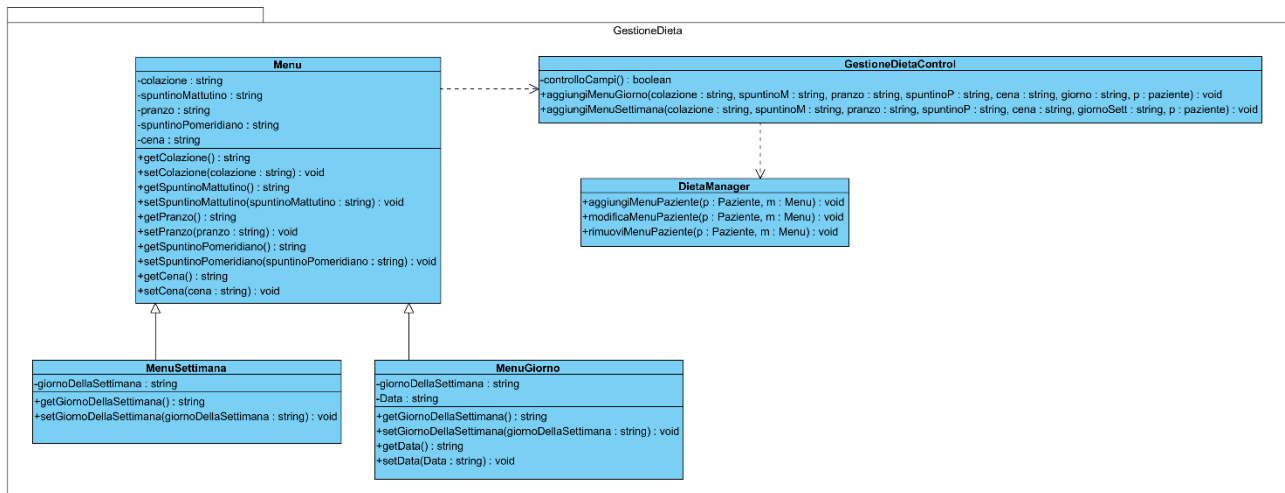 GestioneDieta
Menu
-colazione : string
-spuntinoMattutino : string
-pranzo : string
-spuntinoPomeridiano : string
-cena : string
+getColazione() : string
+setColazione(colazione : string) : void
+getSpuntinoMattutino() : string
+setSpuntinoMattutino(spuntinoMattutino : string) : void
+getPranzo() : string
+setPranzo(pranzo : string) : void
+getSpuntinoPomeridiano() : string
+setSpuntinoPomeridiano(spuntinoPomeridiano : string) : void
+getCena() : string
+setCena(cena : string) : void
GestioneDietaControl
-controlloCampi() : boolean
+aggiungiMenuGiorno(colazione : string, spuntinoM : string, pranzo : string, spuntinoP : string, cena : string, giorno : string, p : paziente) : void
+aggiungiMenuSettimana(colazione : string, spuntinoM : string, pranzo : string, spuntinoP : string, cena : string, giornoSett : string, p : paziente) : void
DietaManager
+aggiungiMenuPaziente(p : Paziente, m : Menu) : void
+modificaMenuPaziente(p : Paziente, m : Menu) : void
+rimuoviMenuPaziente(p : Paziente, m : Menu) : void
MenuSettimana
-giornoDellaSettimana : string
+getGiornoDellaSettimana() : string
+setGiornoDellaSettimana(giornoDellaSettimana : string) : void
MenuGiorno
-giornoDellaSettimana : string
-Data : string
+getGiornoDellaSettimana() : string
+setGiornoDellaSettimana(giornoDellaSettimana : string) : void
+getData() : string
+setData(Data : string) : void